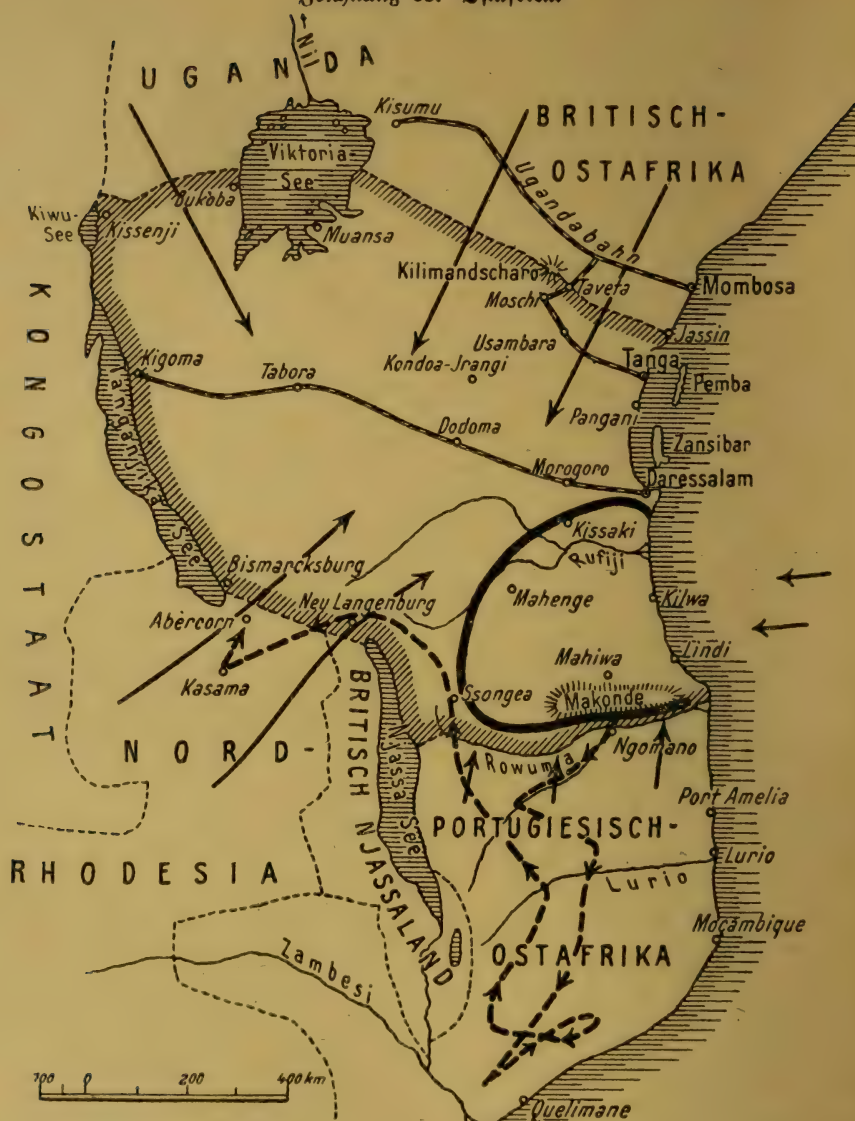 Nil
UGANDA
Kisumu
BRITISCH-
OSTAFRIKA
Viktoria-
See
Ugandabahn
Bukoba
Kiwu-
See
Kissenji
Muansa
Kilimandscharo
Taveta
Mombosa
Moschi
Jassin
Usambara
KONGOSTAAT
Kigoma
Tabora
Kondoa-Jrangi
Tanga
Pemba
Pangani
Dodoma
Zansibar
Tanganjika
See
Morogoro
Daressalam
Kissaki
Rufiji
Bismarcksburg
Mahenge
Kilwa
Abercorn
Ney Langenburg
Kasama
Ssongea
Mahiwa
Lindi
Makonde
NORD-
RHODESIA
BRITISCH NJASSALAND
Njassa
See
Rowuma
Ngomano
Port Amelia
PORTUGIESISCH-
OSTAFRIKA
Lurio
Lurio
Moçambique
Zambesi
Quelimane
100 0 200 400 km